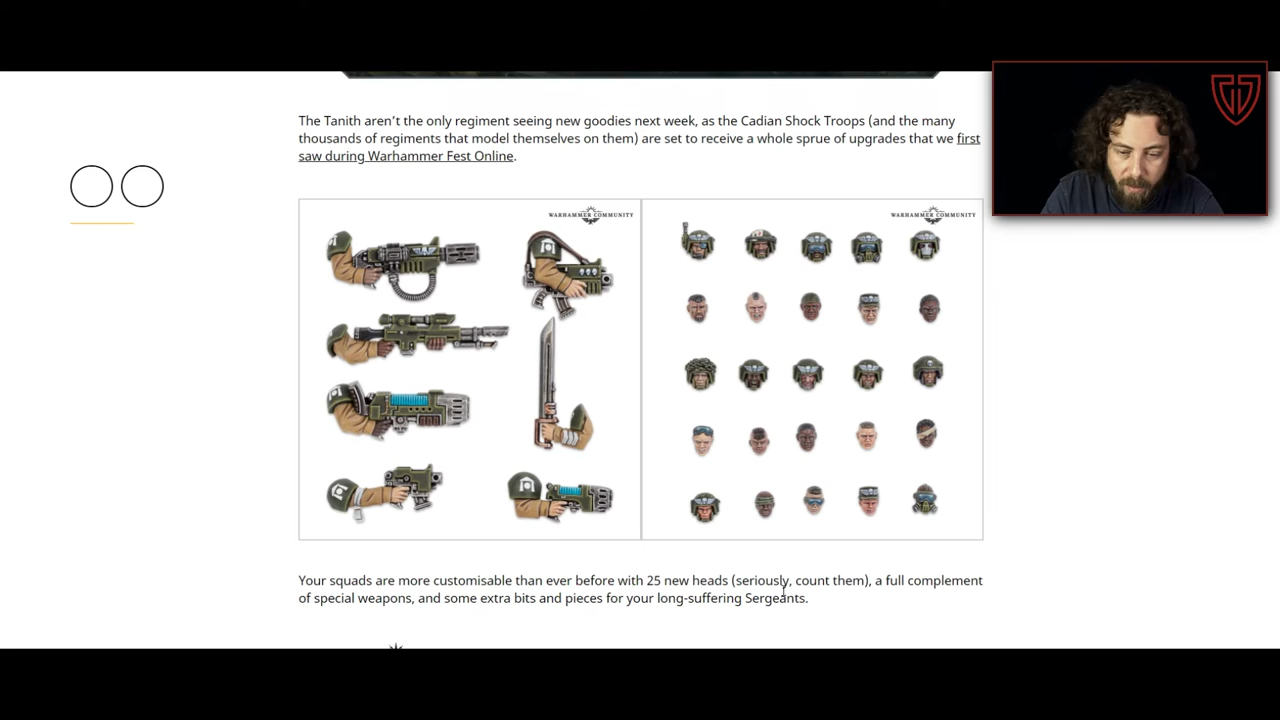 The Tanith aren't the only regiment seeing new goodies next week, as the Cadian Shock Troops (and the many
thousands of regiments that model themselves on them) are set to receive a whole sprue of upgrades that we first
saw during Warhammer Fest Online.
WARHAMMER COMMUNITY
WARHAMMER COMMUNITY
Your squads are more customisable than ever before with 25 new heads (seriously, count them), a full complement
of special weapons, and some extra bits and pieces for your long-suffering Sergeants.